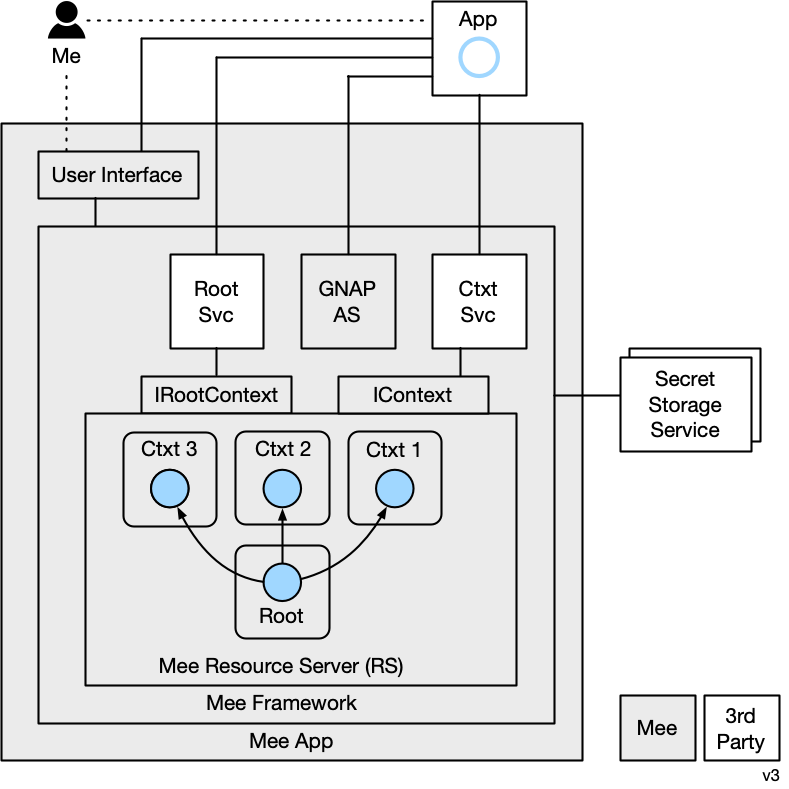 App
Me
User Interface
Root
Svc
GNAP
AS
Ctxt
Svc
IRootContext
IContext
Secret
Storage
Service
Ctxt 3
Ctxt 2
Ctxt 1
Root
Mee Resource Server (RS)
Mee Framework
Mee App
Mee
3rd
Party
v3